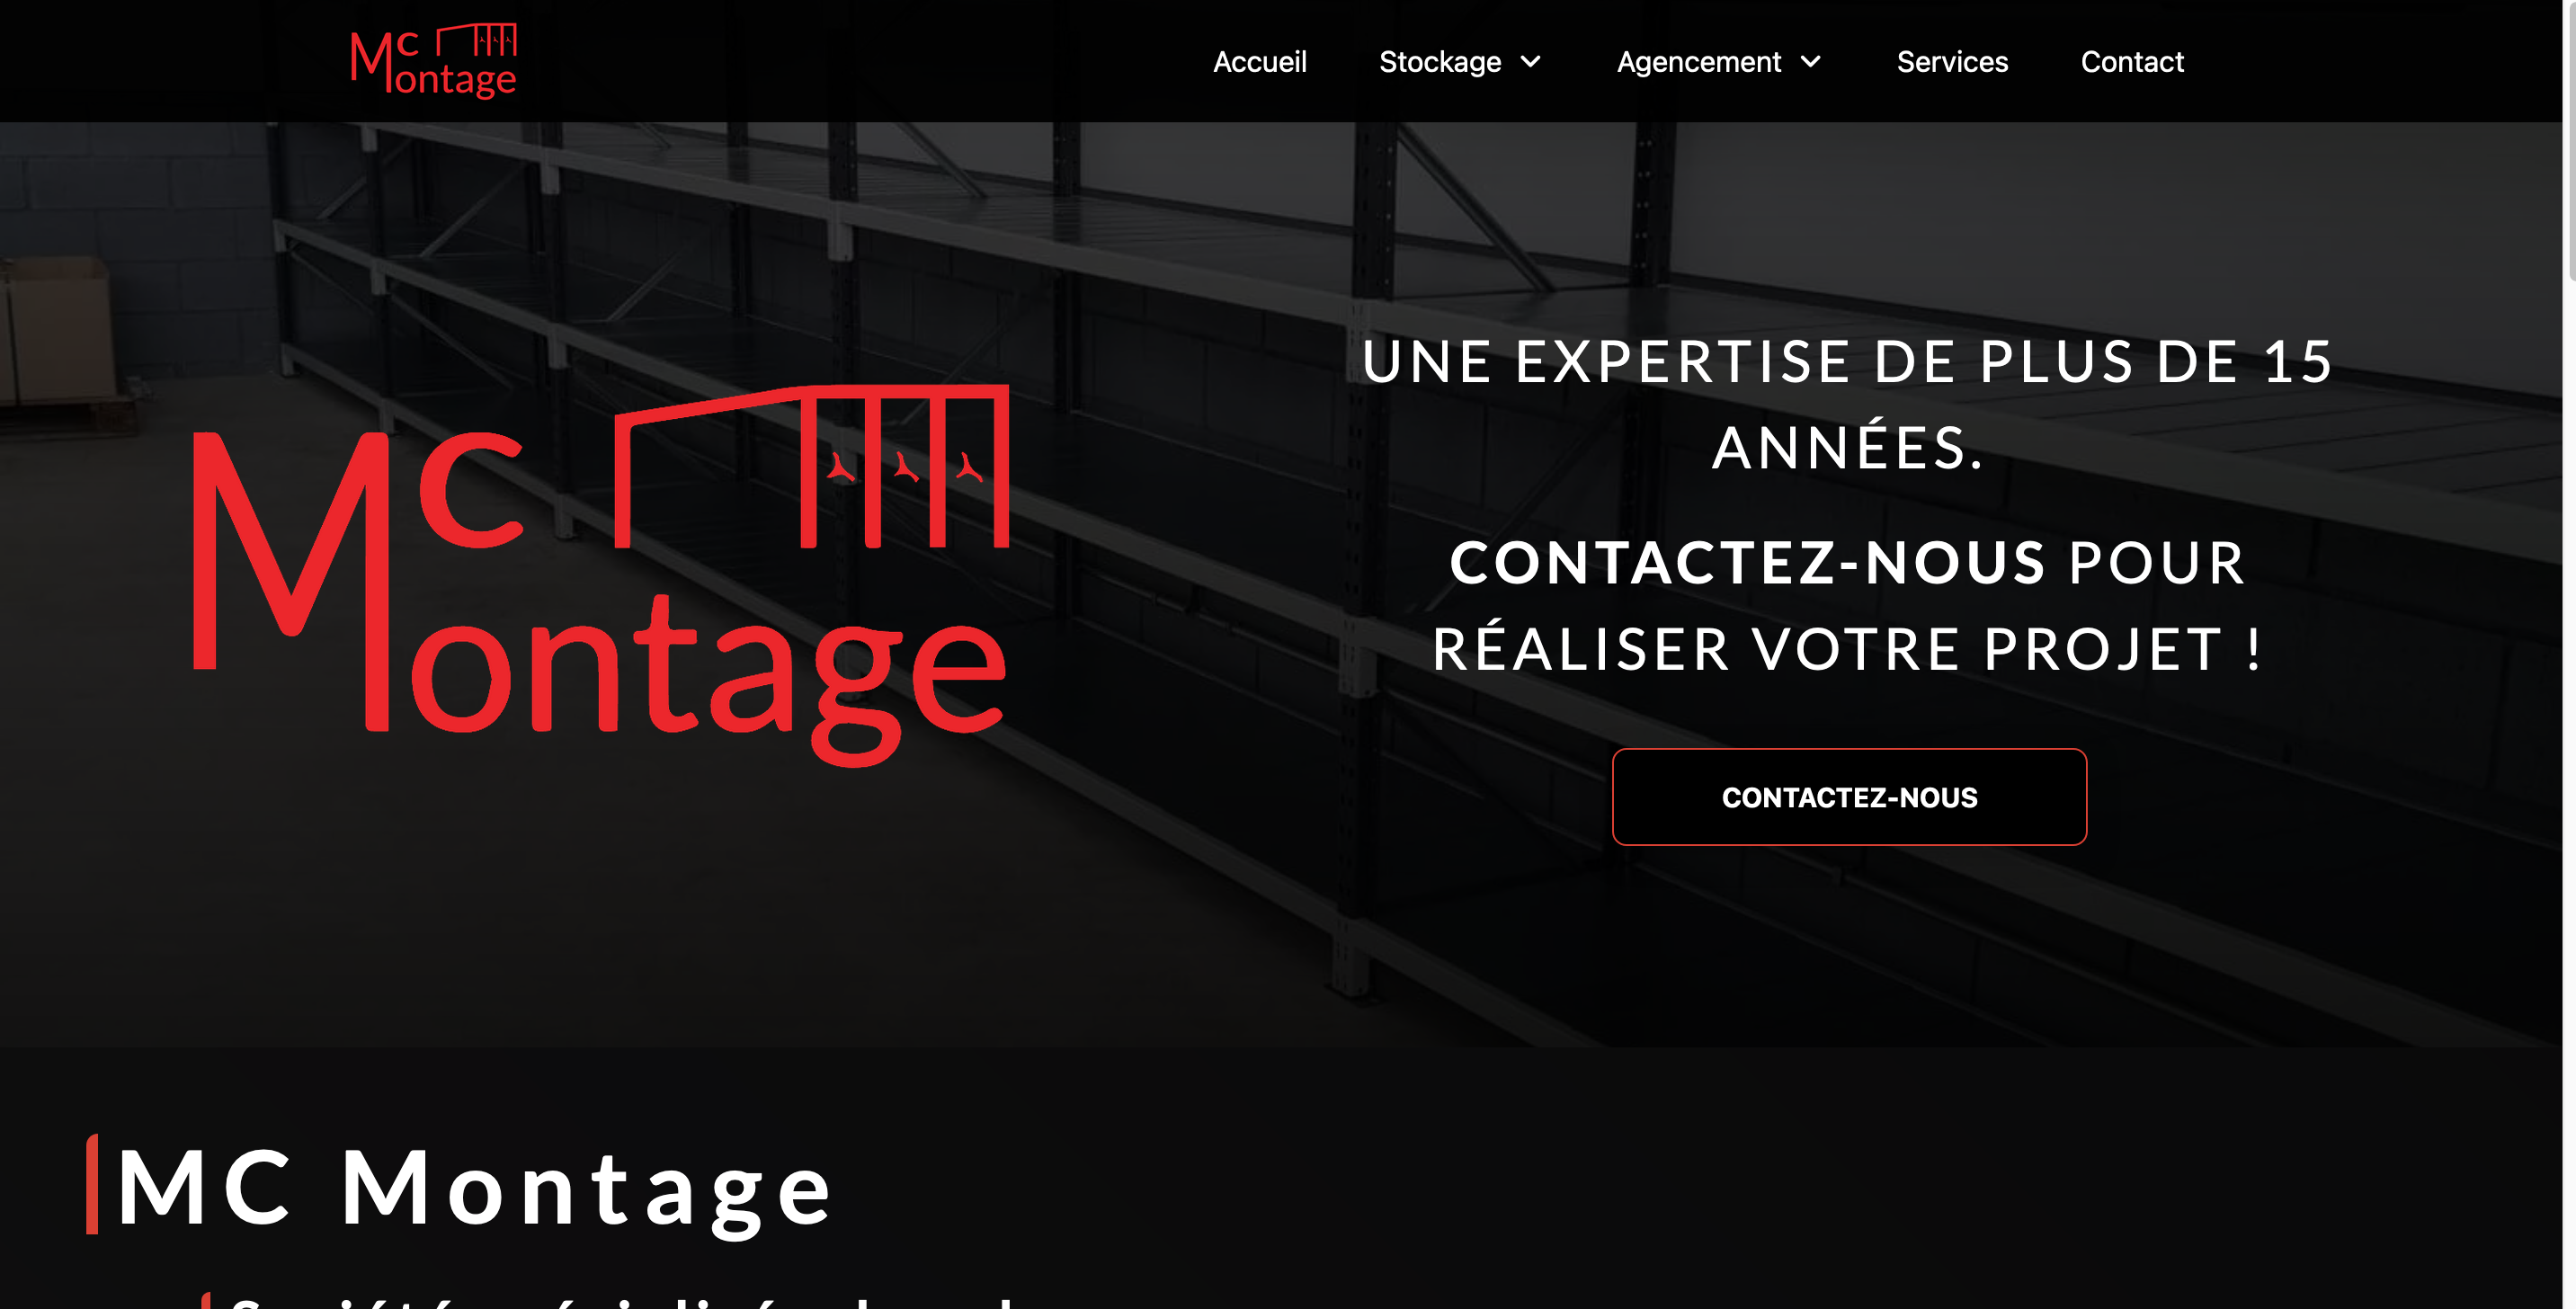 Mc
Montage
Accueil
Stockage
Agencement
Services
Contact
Mc
Montage
UNE EXPERTISE DE PLUS DE 15
ANNÉES.
CONTACTEZ-NOUS POUR
RÉALISER VOTRE PROJET !
CONTACTEZ-NOUS
MC Montage